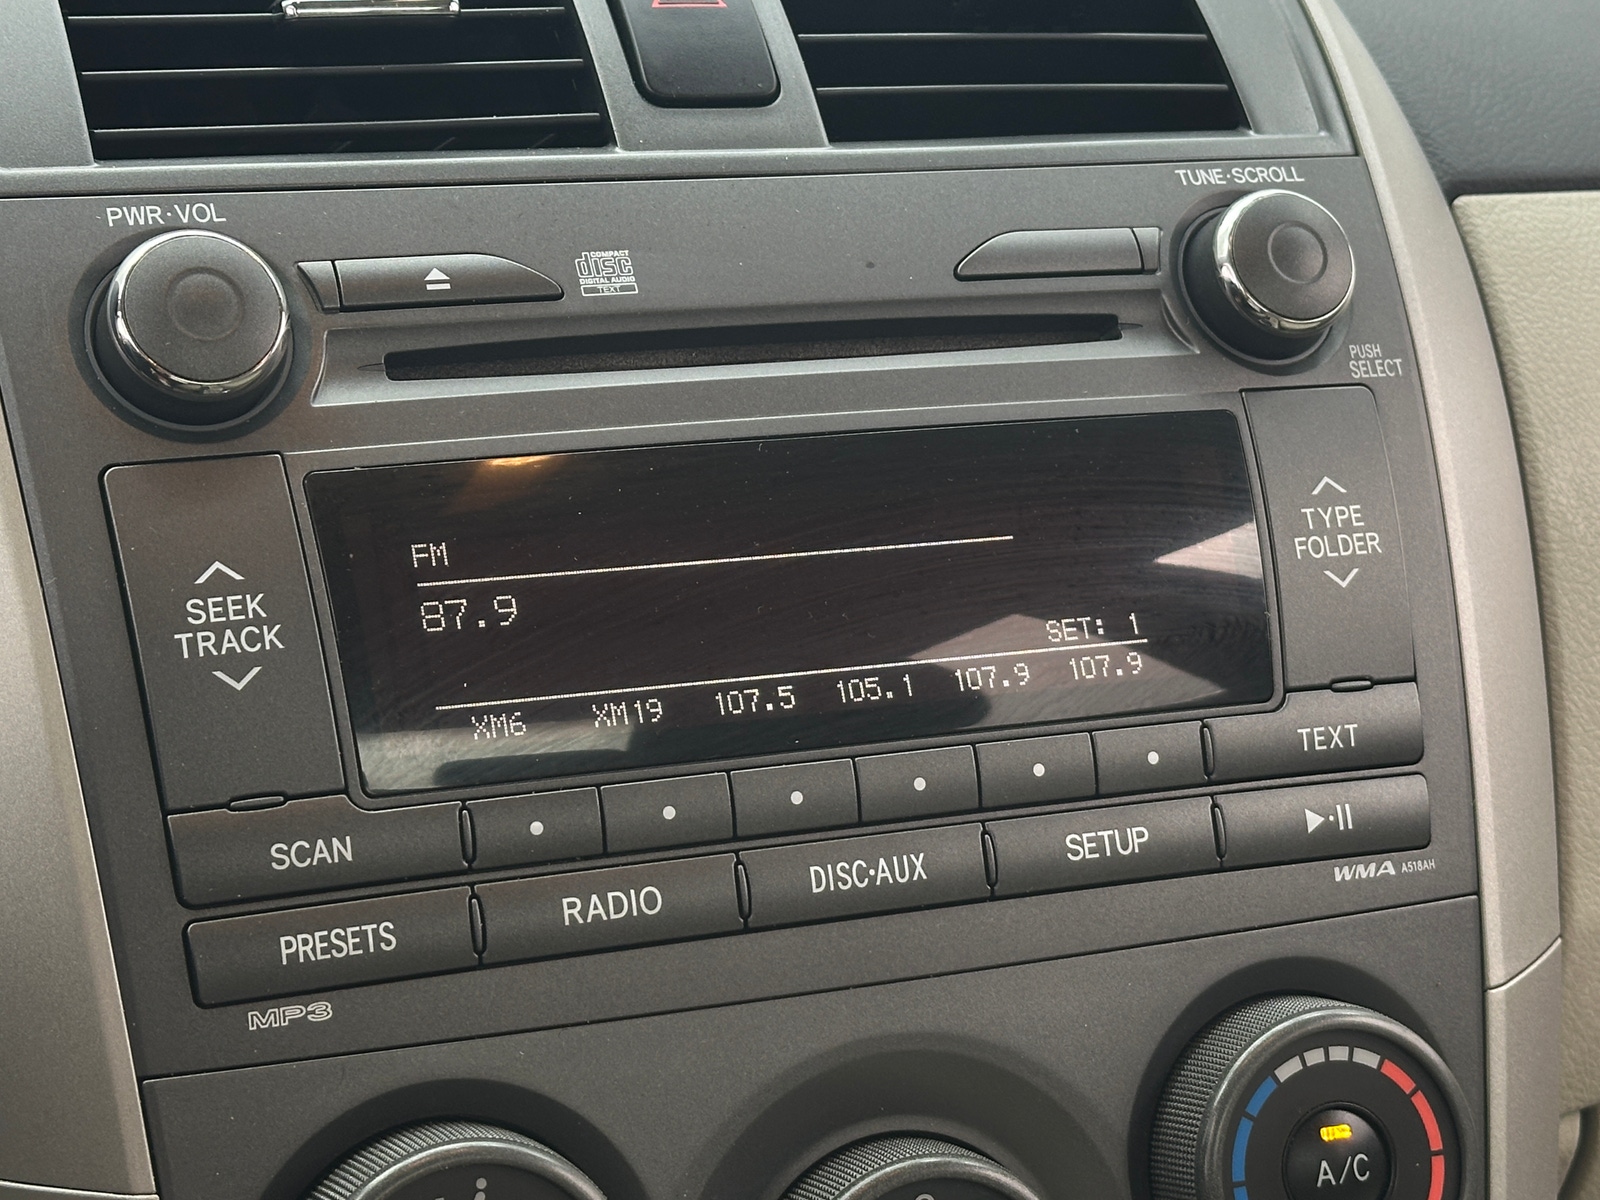 PWR·VOL
TUNE·SCROLL
COMPACT
disc
DIGITAL AUDIO
TEXT
PUSH
SELECT
SEEK
TRACK
TYPE
FOLDER
FM
87.9
SET: 1
XM6 XM19 107.5 105.1 107.9 107.9
TEXT
SCAN
PRESETS
RADIO
DISC·AUX
SETUP
WMA A518AH
MP3
A/C